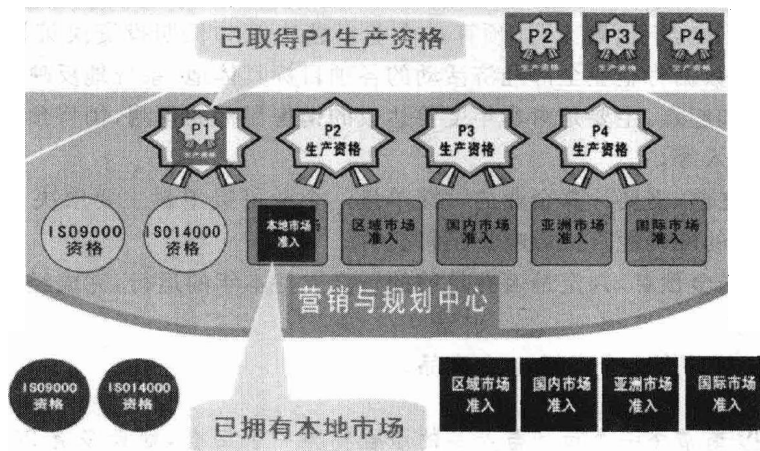 已取得P1生产资格
P2
生产资格
P3
生产资格
P4
生产资格
P1
生产资格
P2
生产资格
P3
生产资格
P4
生产资格
ISO9000
资格
ISO14000
资格
本地市场
准入
区域市场
准入
国内市场
准入
亚洲市场
准入
国际市场
准入
营销与规划中心
ISO9000
资格
ISO14000
资格
区域市场
准入
国内市场
准入
亚洲市场
准入
国际市场
准入
已拥有本地市场